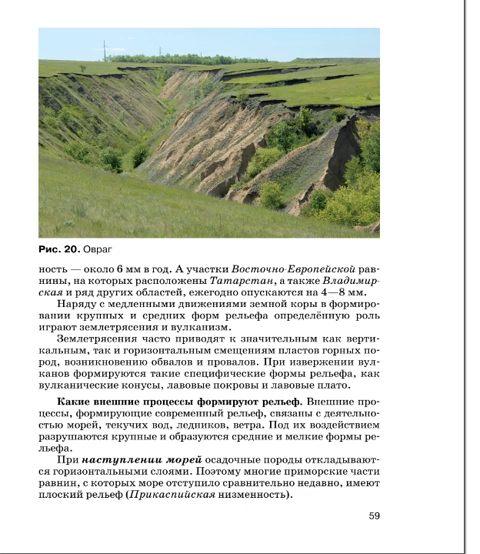 Рис. 20. Овраг
ность — около 6 мм в год. А участки Восточно-Европейской рав-
нины, на которых расположены Татарстан, а также Владимир-
ская и ряд других областей, ежегодно опускаются на 4—8 мм.
Наряду с медленными движениями земной коры в формиро-
вании крупных и средних форм рельефа определённую роль
играют землетрясения и вулканизм.
Землетрясения часто приводят к значительным как верти-
кальным, так и горизонтальным смещениям пластов горных по-
род, возникновению обвалов и провалов. При извержении вул-
канов формируются такие специфические формы рельефа, как
вулканические конусы, лавовые покровы и лавовые плато.
Какие внешние процессы формируют рельеф. Внешние про-
цессы, формирующие современный рельеф, связаны с деятельно-
стью морей, текучих вод, ледников, ветра. Под их воздействием
разрушаются крупные и образуются средние и мелкие формы ре-
льефа.
При наступлении морей осадочные породы откладывают-
ся горизонтальными слоями. Поэтому многие приморские части
равнин, с которых море отступило сравнительно недавно, имеют
плоский рельеф (Прикаспийская низменность).
59